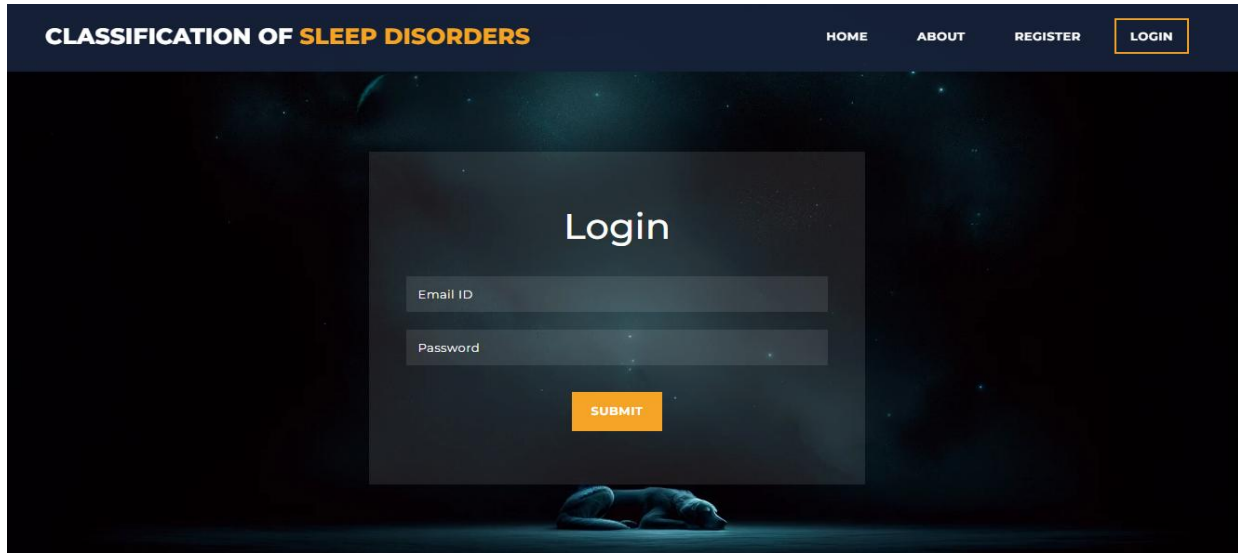 CLASSIFICATION OF SLEEP DISORDERS
HOME ABOUT REGISTER LOGIN
Login
Email ID
Password
SUBMIT